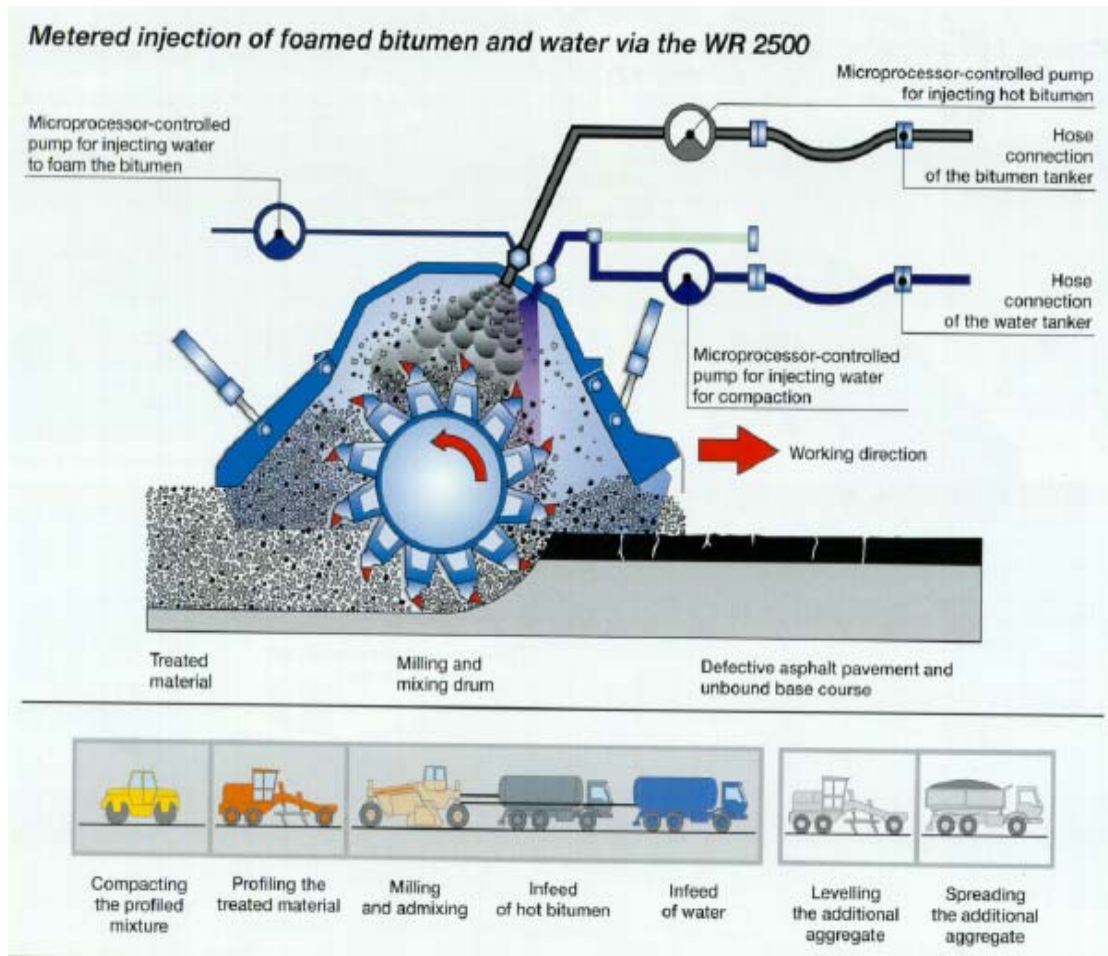 Metered injection of foamed bitumen and water via the WR 2500
Microprocessor-controlled pump
for injecting hot bitumen
Microprocessor-controlled
pump for injecting water
to foam the bitumen
Hose
connection
of the bitumen tanker
Hose
connection
of the water tanker
Microprocessor-controlled
pump for injecting water
for compaction
Working direction
Treated
material
Milling and
mixing drum
Defective asphalt pavement and
unbound base course
Compacting
the profiled
mixture
Profiling the
treated material
Milling
and admixing
Infeed
of hot bitumen
Infeed
of water
Levelling
the additional
aggregate
Spreading
the additional
aggregate